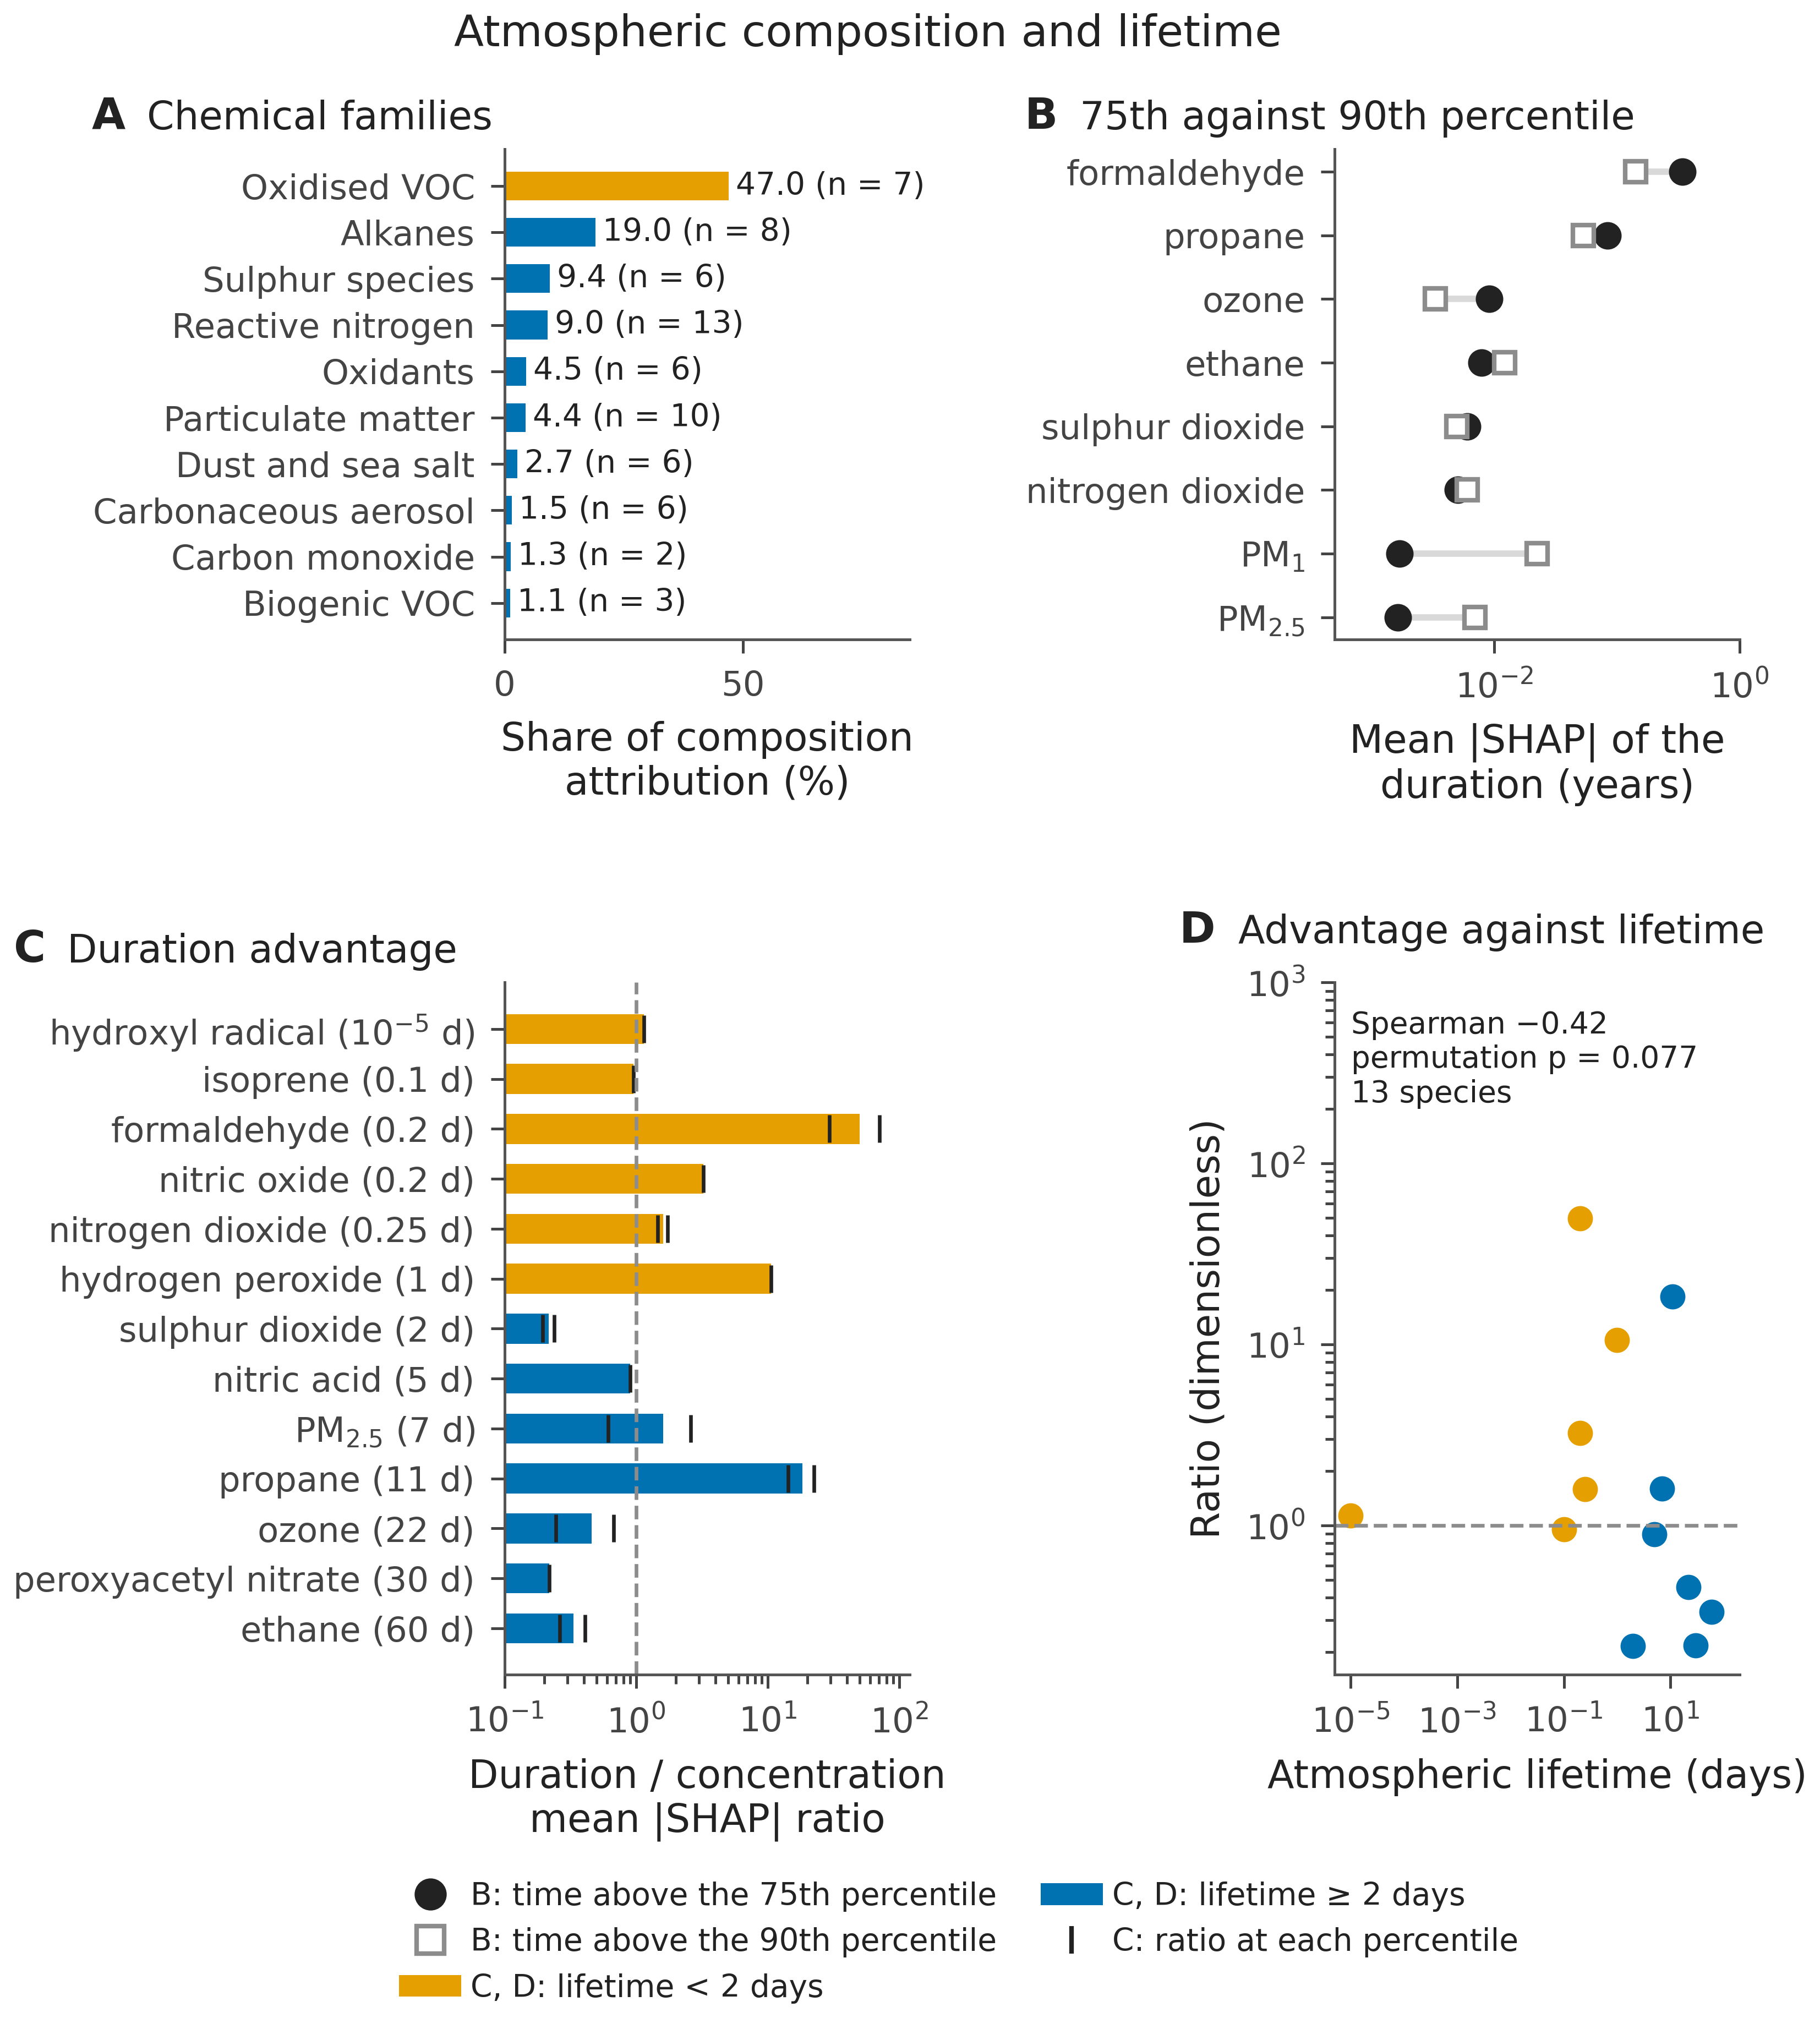 Atmospheric composition and lifetime
A Chemical families
Oxidised VOC 47.0 (n = 7)
Alkanes 19.0 (n = 8)
Sulphur species 9.4 (n = 6)
Reactive nitrogen 9.0 (n = 13)
Oxidants 4.5 (n = 6)
Particulate matter 4.4 (n = 10)
Dust and sea salt 2.7 (n = 6)
Carbonaceous aerosol 1.5 (n = 6)
Carbon monoxide 1.3 (n = 2)
Biogenic VOC 1.1 (n = 3)
0 50
Share of composition
attribution (%)
B 75th against 90th percentile
formaldehyde
propane
ozone
ethane
sulphur dioxide
nitrogen dioxide
PM₁
PM₂.₅
10⁻² 10⁰
Mean |SHAP| of the
duration (years)
C Duration advantage
hydroxyl radical (10⁻⁵ d)
isoprene (0.1 d)
formaldehyde (0.2 d)
nitric oxide (0.2 d)
nitrogen dioxide (0.25 d)
hydrogen peroxide (1 d)
sulphur dioxide (2 d)
nitric acid (5 d)
PM₂.₅ (7 d)
propane (11 d)
ozone (22 d)
peroxyacetyl nitrate (30 d)
ethane (60 d)
10⁻¹ 10⁰ 10¹ 10²
Duration / concentration
mean |SHAP| ratio
D Advantage against lifetime
10³
10²
10¹
10⁰
Ratio (dimensionless)
Spearman −0.42
permutation p = 0.077
13 species
10⁻⁵ 10⁻³ 10⁻¹ 10¹
Atmospheric lifetime (days)
B: time above the 75th percentile
B: time above the 90th percentile
C, D: lifetime < 2 days
C, D: lifetime ≥ 2 days
C: ratio at each percentile